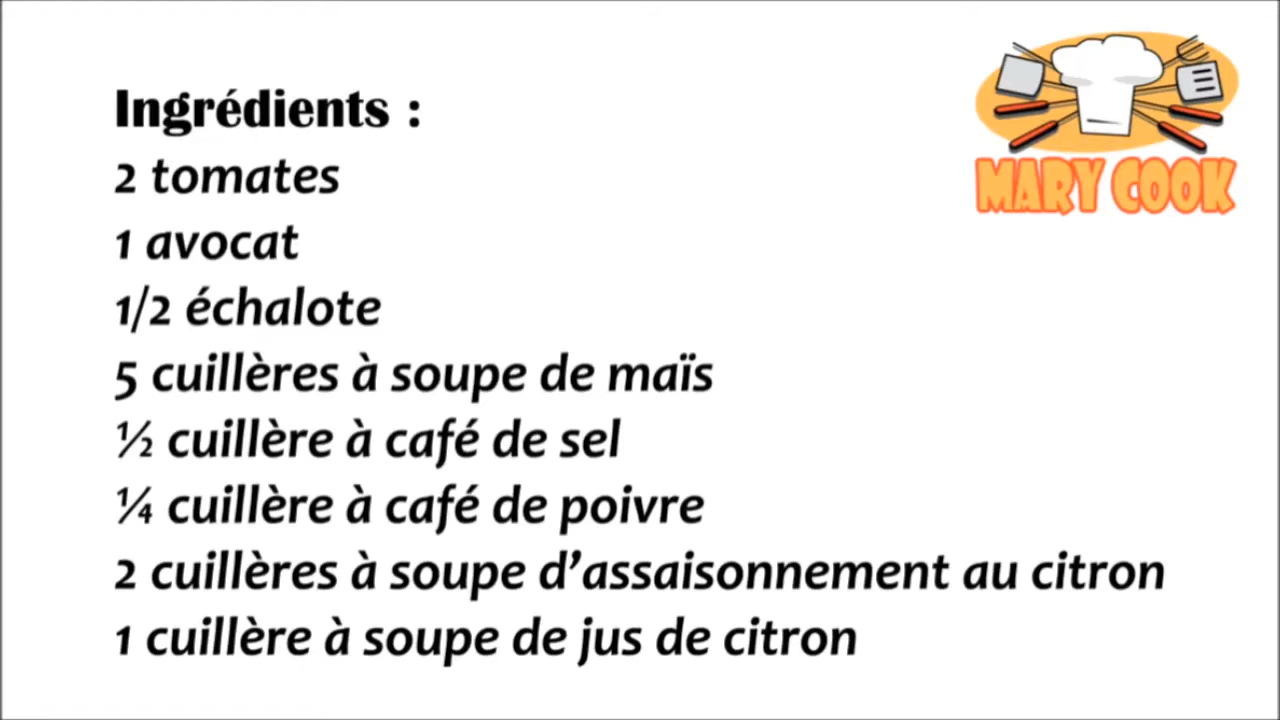 Ingrédients :
2 tomates
1 avocat
1/2 échalote
5 cuillères à soupe de maïs
½ cuillère à café de sel
¼ cuillère à café de poivre
2 cuillères à soupe d’assaisonnement au citron
1 cuillère à soupe de jus de citron
MARY COOK